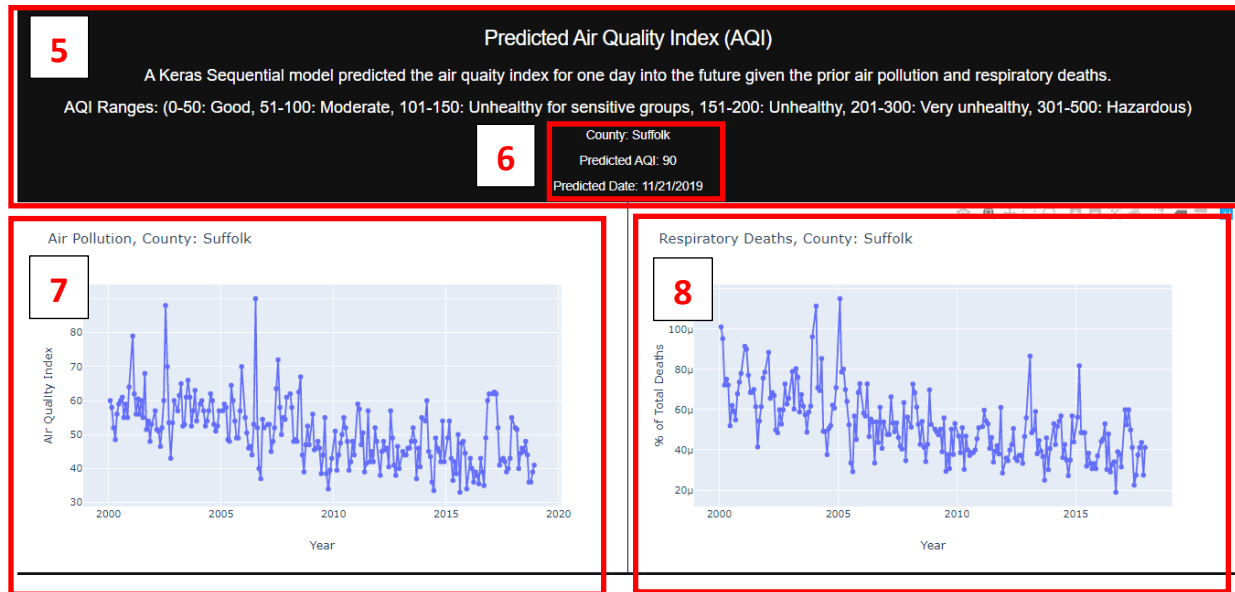 5
Predicted Air Quality Index (AQI)
A Keras Sequential model predicted the air quaity index for one day into the future given the prior air pollution and respiratory deaths.
AQI Ranges: (0-50: Good, 51-100: Moderate, 101-150: Unhealthy for sensitive groups, 151-200: Unhealthy, 201-300: Very unhealthy, 301-500: Hazardous)
6
County: Suffolk
Predicted AQI: 90
Predicted Date: 11/21/2019
Air Pollution, County: Suffolk
7
Air Quality Index
80
70
60
50
40
30
2000
2005
2010
2015
2020
Year
Respiratory Deaths, County: Suffolk
8
% of Total Deaths
100μ
80μ
60μ
40μ
20μ
2000
2005
2010
2015
Year